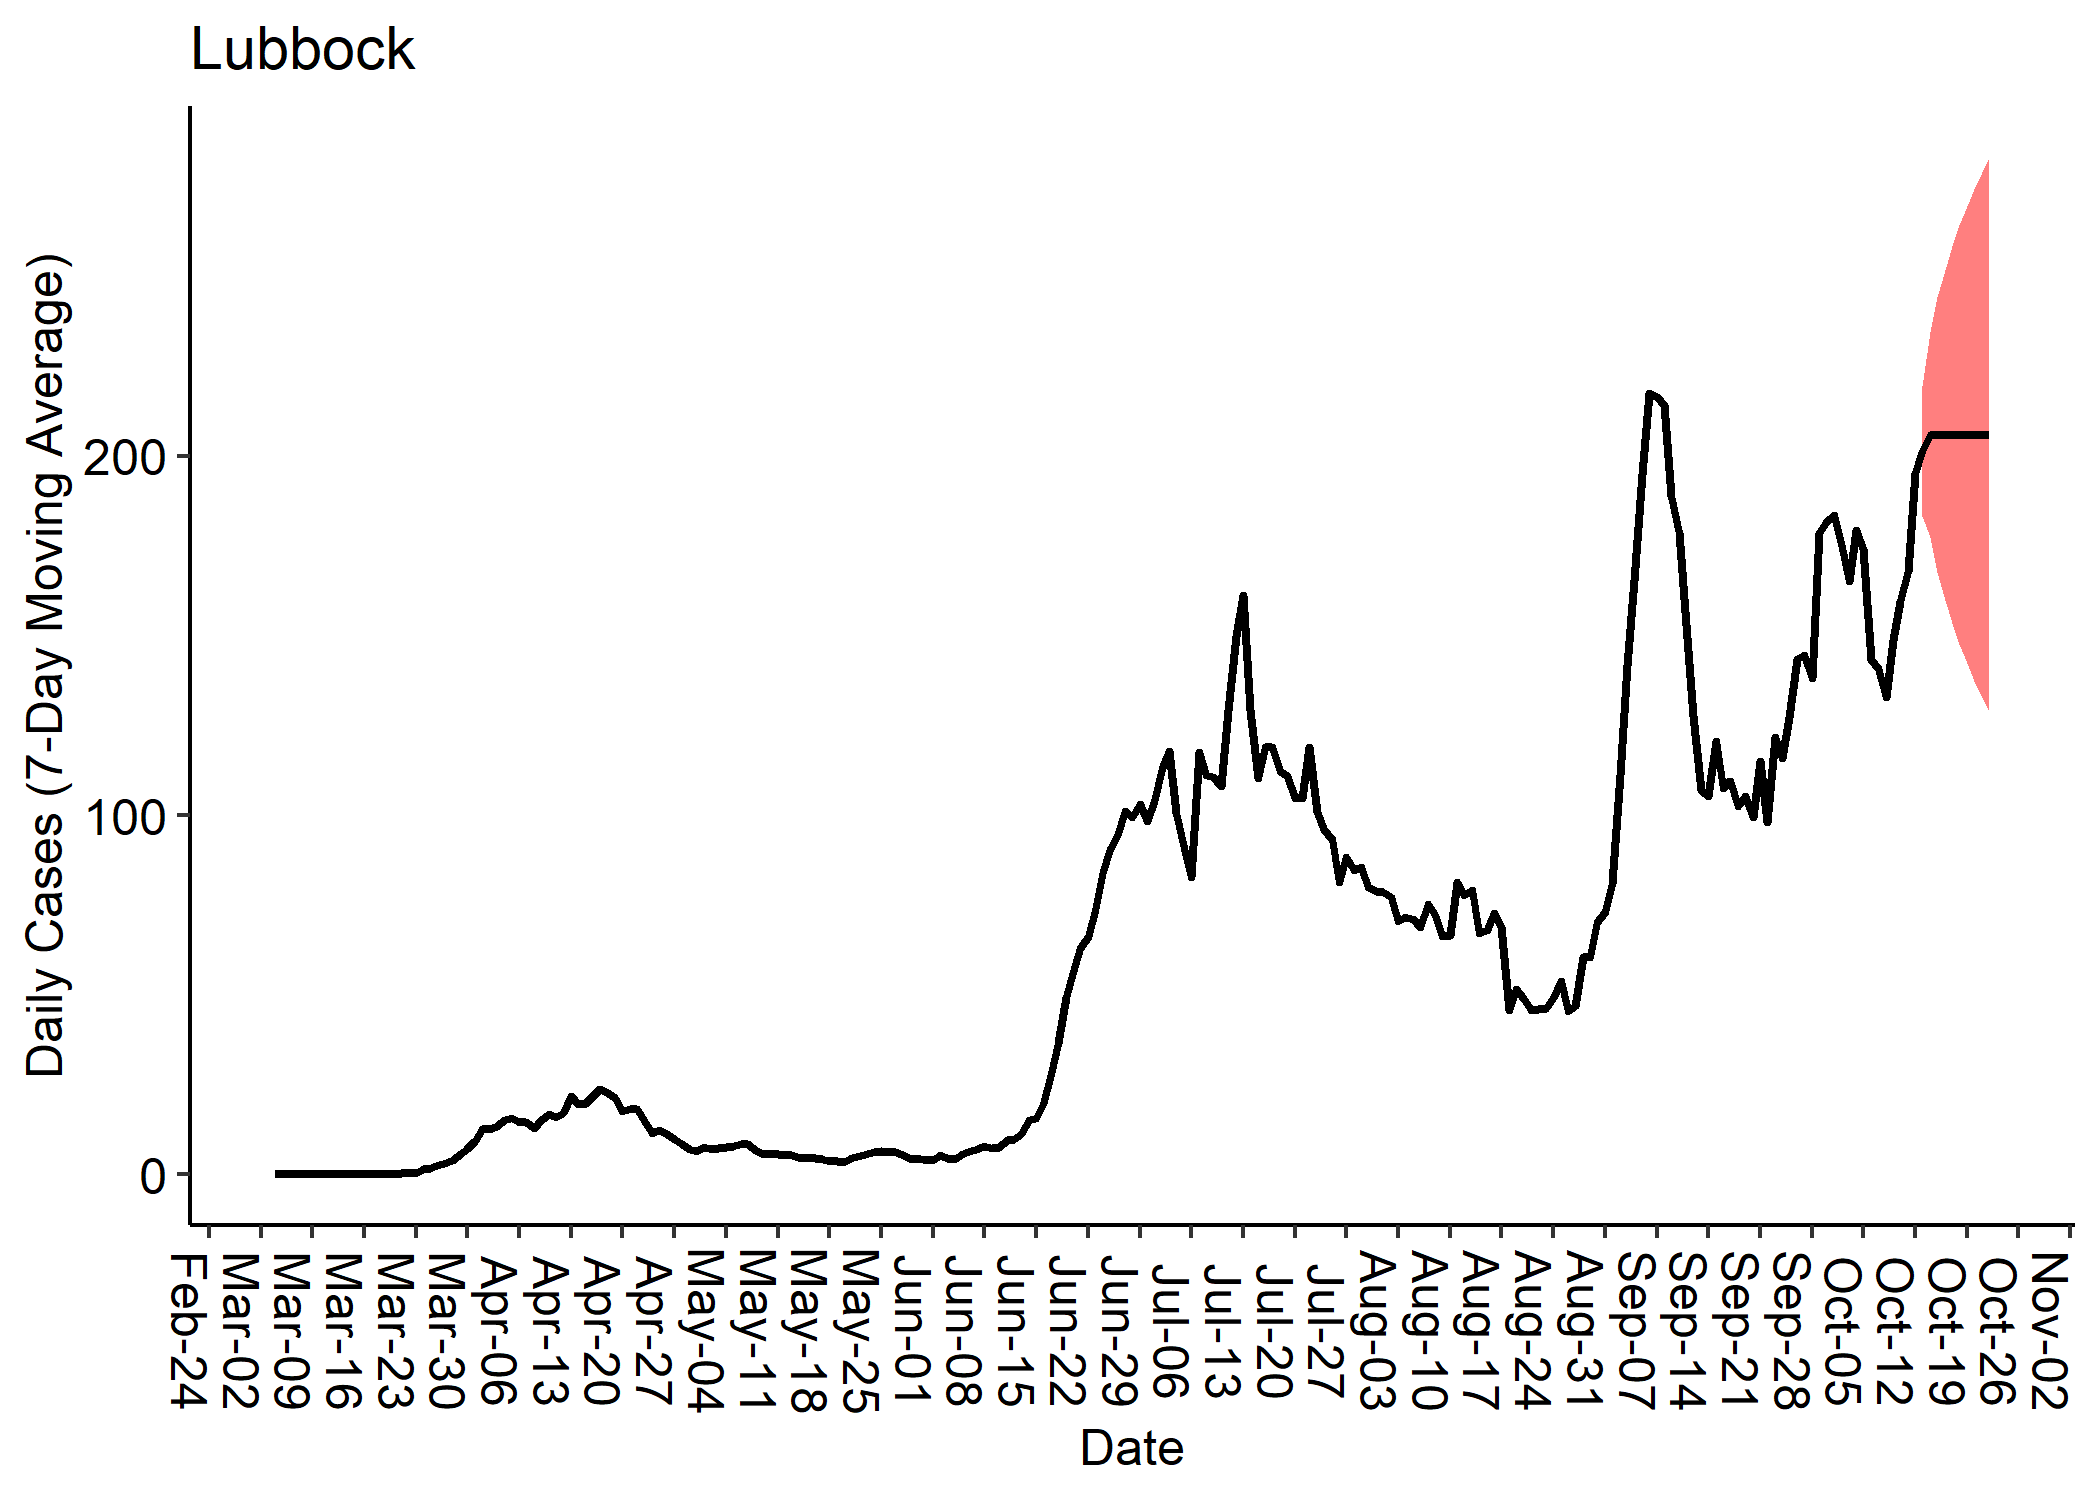 Lubbock
Daily Cases (7-Day Moving Average)
200
100
0
Feb-24
Mar-02
Mar-09
Mar-16
Mar-23
Mar-30
Apr-06
Apr-13
Apr-20
Apr-27
May-04
May-11
May-18
May-25
Jun-01
Jun-08
Jun-15
Jun-22
Jun-29
Jul-06
Jul-13
Jul-20
Jul-27
Aug-03
Aug-10
Aug-17
Aug-24
Aug-31
Sep-07
Sep-14
Sep-21
Sep-28
Oct-05
Oct-12
Oct-19
Oct-26
Nov-02
Date